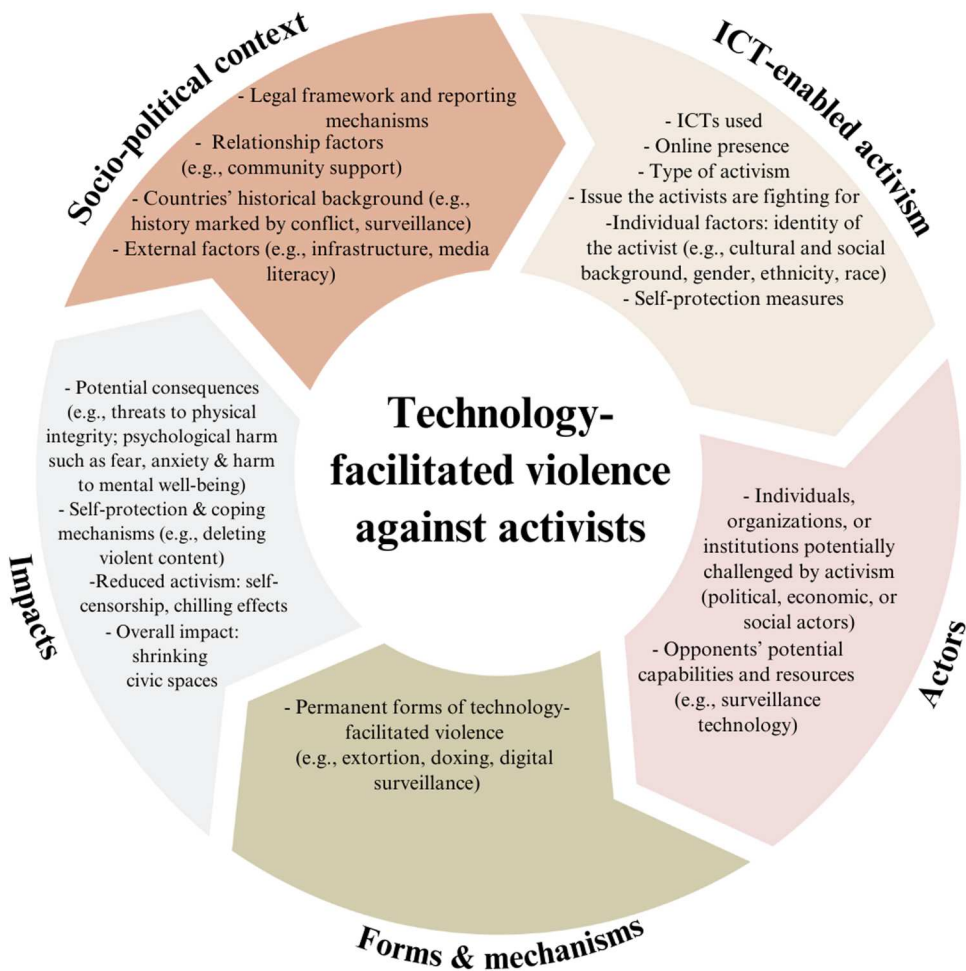 Socio-political context
- Legal framework and reporting
mechanisms
- Relationship factors
(e.g., community support)
- Countries' historical background (e.g.,
history marked by conflict, surveillance)
- External factors (e.g., infrastructure, media
literacy)
ICT-enabled activism
- ICTs used
- Online presence
- Type of activism
- Issue the activists are fighting for
-Individual factors: identity of
the activist (e.g., cultural and social
background, gender, ethnicity, race)
- Self-protection measures
Actors
- Individuals,
organizations, or
institutions potentially
challenged by activism
(political, economic, or
social actors)
- Opponents' potential
capabilities and resources
(e.g., surveillance
technology)
Forms & mechanisms
- Permanent forms of technology-
facilitated violence
(e.g., extortion, doxing, digital
surveillance)
Impacts
- Potential consequences
(e.g., threats to physical
integrity; psychological harm
such as fear, anxiety & harm
to mental well-being)
- Self-protection & coping
mechanisms (e.g., deleting
violent content)
-Reduced activism: self-
censorship, chilling effects
- Overall impact:
shrinking
civic spaces
Technology-
facilitated violence
against activists